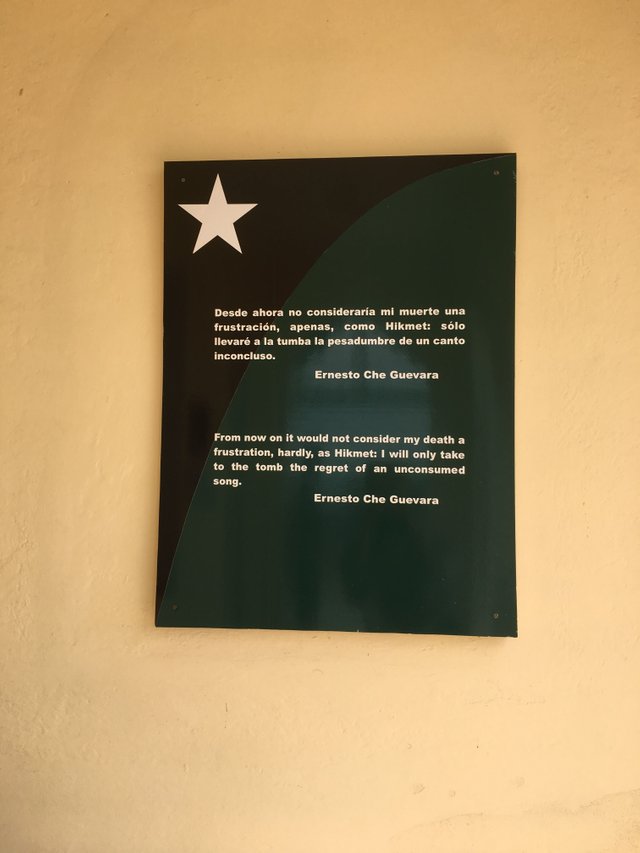 Desde ahora no consideraría mi muerte una
frustración, apenas, como Hikmet: sólo
llevaré a la tumba la pesadumbre de un canto
inconcluso.
Ernesto Che Guevara
From now on it would not consider my death a
frustration, hardly, as Hikmet: I will only take
to the tomb the regret of an unconsumed
song.
Ernesto Che Guevara